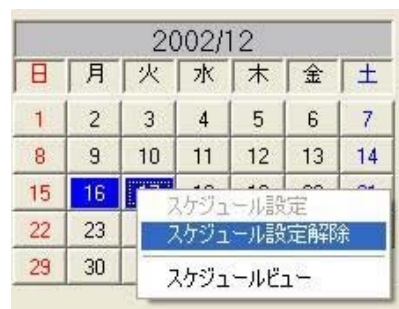 2002/12
日 月 火 水 木 金 土
1 2 3 4 5 6 7
8 9 10 11 12 13 14
15 16
スケジュール設定
22 23 スケジュール設定解除
29 30
スケジュールビュー